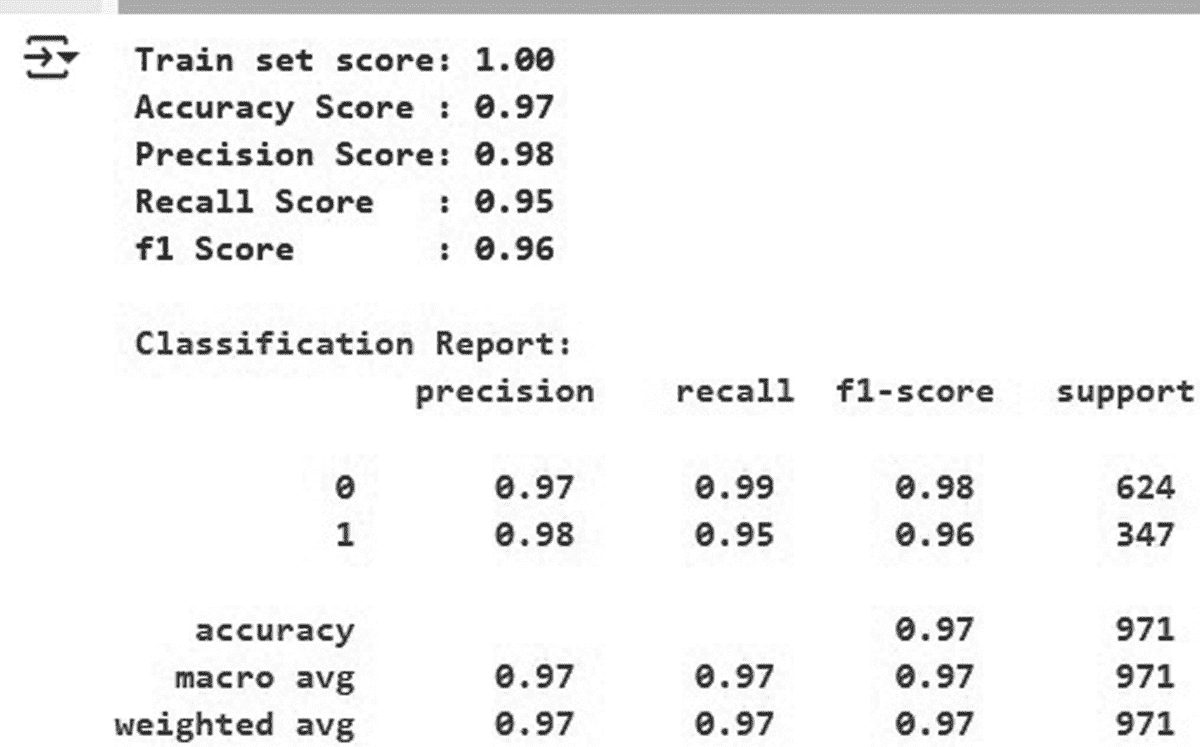 Train set score: 1.00
Accuracy Score : 0.97
Precision Score: 0.98
Recall Score   : 0.95
f1 Score       : 0.96
Classification Report:
precision    recall  f1-score   support
0       0.97      0.99      0.98       624
1       0.98      0.95      0.96       347
accuracy                           0.97       971
macro avg       0.97      0.97      0.97       971
weighted avg       0.97      0.97      0.97       971